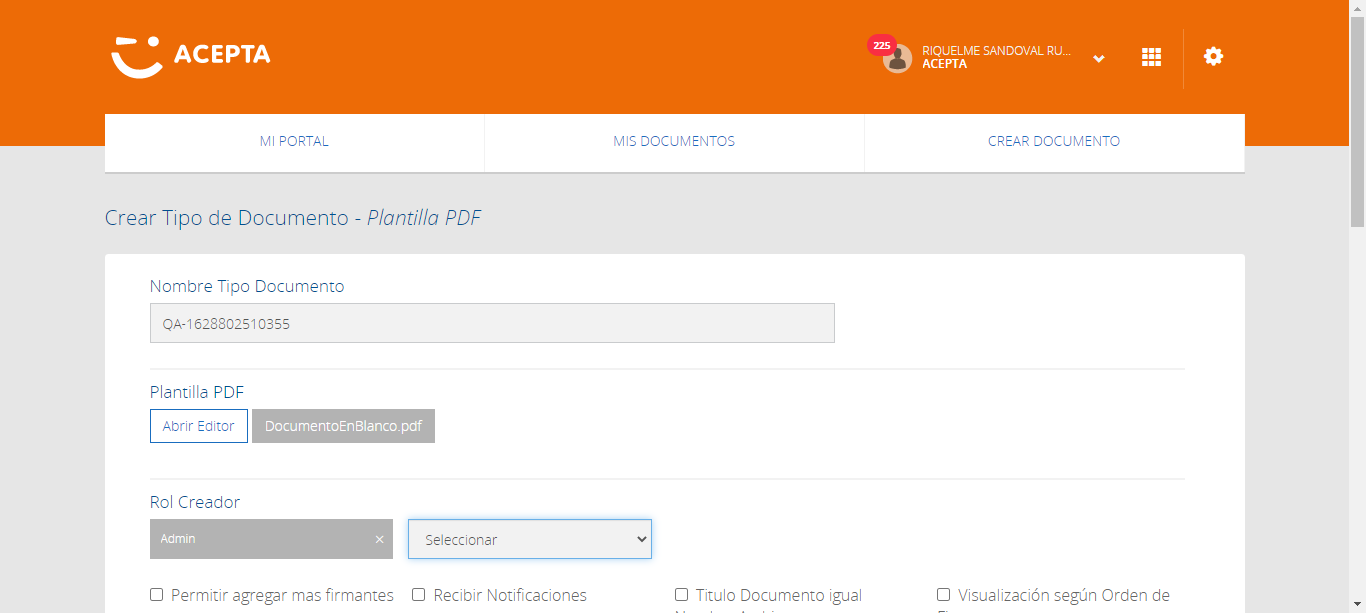 ACEPTA
225
RIQUELME SANDOVAL RU...
ACEPTA
MI PORTAL
MIS DOCUMENTOS
CREAR DOCUMENTO
Crear Tipo de Documento - Plantilla PDF
Nombre Tipo Documento
QA-1628802510355
Plantilla PDF
Abrir Editor
DocumentoEnBlanco.pdf
Rol Creador
Admin ×
Seleccionar
Permitir agregar mas firmantes
Recibir Notificaciones
Titulo Documento igual
Visualización según Orden de